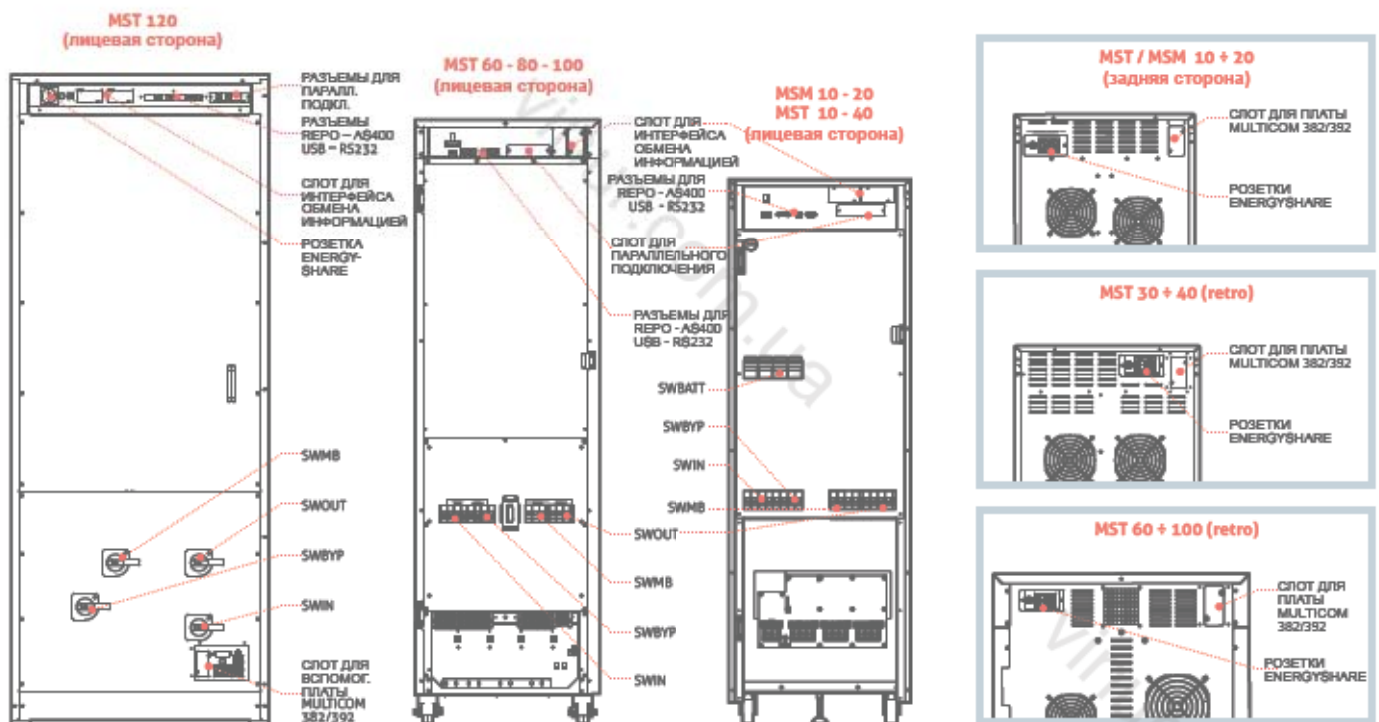 MST 120
(лицевая сторона)
РАЗЪЕМЫ ДЛЯ
ПАРАЛЛ.
ПОДКЛ.
РАЗЪЕМЫ
REPO – AS400
USB – RS232
СЛОТ ДЛЯ
ИНТЕРФЕЙСА
ОБМЕНА
ИНФОРМАЦИЕЙ
РОЗЕТКА
ENERGY-
SHARE
SWMB
SWOUT
SWBYP
SWIN
СЛОТ ДЛЯ
ВСПОМОГ.
ПЛАТЫ
MULTICOM
382/392
MST 60 - 80 - 100
(лицевая сторона)
СЛОТ ДЛЯ
ИНТЕРФЕЙСА
ОБМЕНА
ИНФОРМАЦИЕЙ
РАЗЪЕМЫ ДЛЯ
REPO - AS400
USB - RS232
СЛОТ ДЛЯ
ПАРАЛЛЕЛЬНОГО
ПОДКЛЮЧЕНИЯ
РАЗЪЕМЫ ДЛЯ
REPO - AS400
USB - RS232
SWBATT
SWBYP
SWIN
SWMB
SWOUT
SWMB
SWBYP
SWIN
MSM 10 - 20
MST 10 - 40
(лицевая сторона)
MST / MSM 10 ÷ 20
(задняя сторона)
СЛОТ ДЛЯ ПЛАТЫ
MULTICOM 382/392
РОЗЕТКИ
ENERGYSHARE
MST 30 ÷ 40 (retro)
СЛОТ ДЛЯ ПЛАТЫ
MULTICOM 382/392
РОЗЕТКИ
ENERGYSHARE
MST 60 ÷ 100 (retro)
СЛОТ ДЛЯ
ПЛАТЫ
MULTICOM
382/392
РОЗЕТКИ
ENERGYSHARE